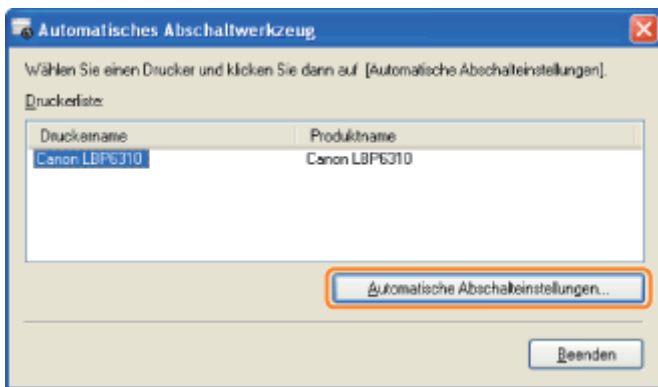 Automatisches Abschaltwerkzeug
Wählen Sie einen Drucker und klicken Sie dann auf [Automatische Abschalteinstellungen].
Druckerliste:
Druckername Produktname
Canon LBP6310 Canon LBP6310
Automatische Abschalteinstellungen...
Beenden